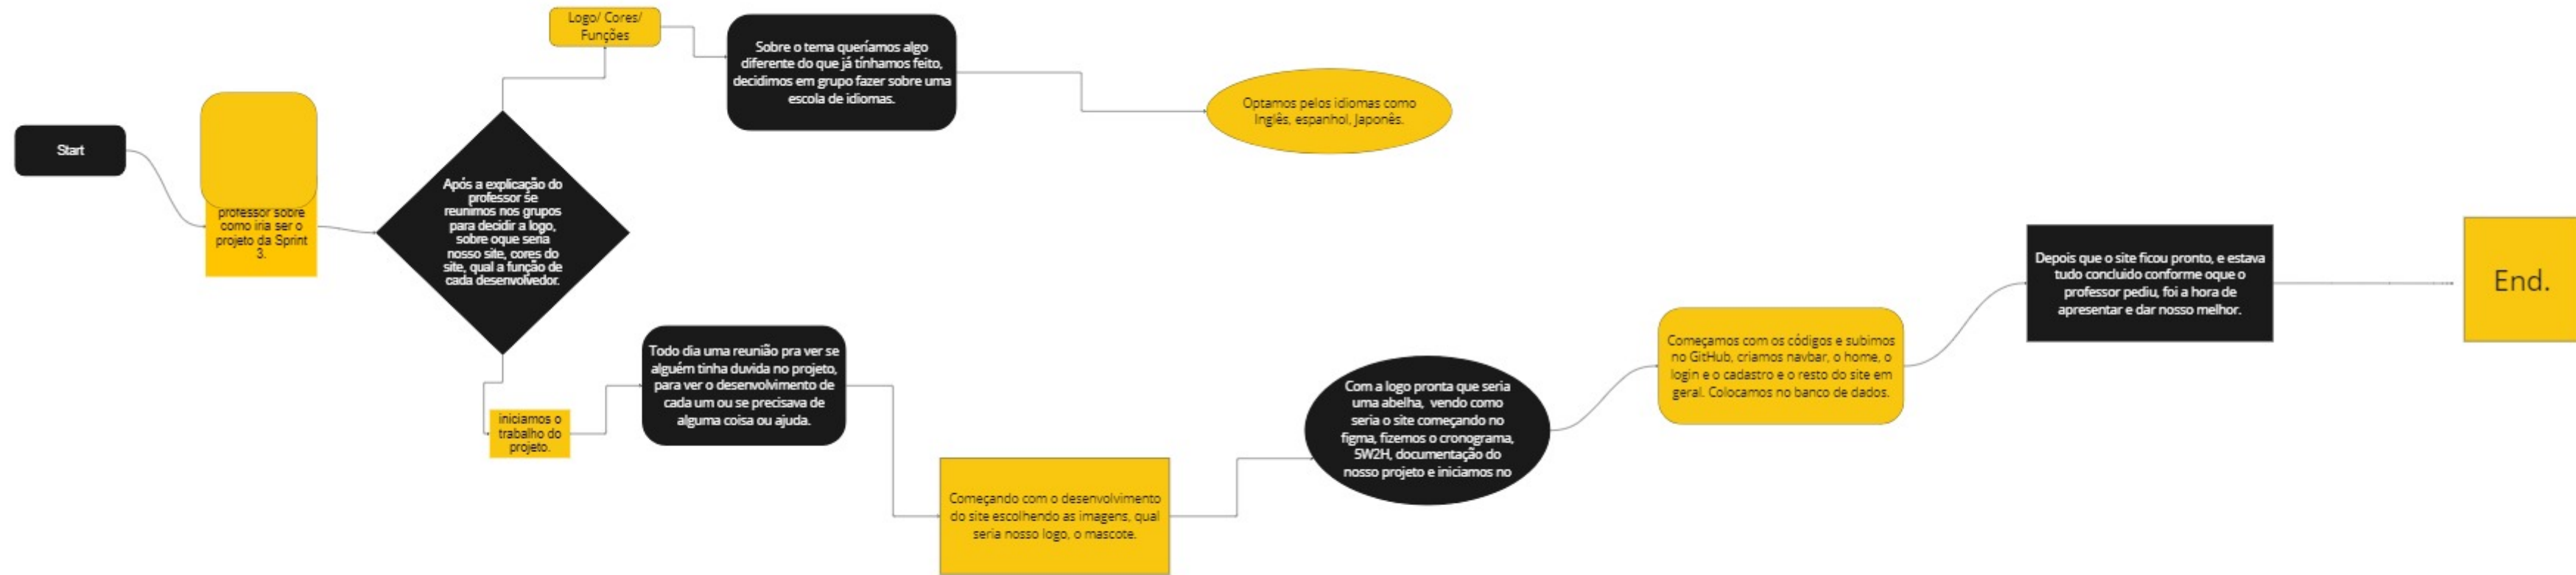 Start
professor sobre
como iria ser o
projeto da Sprint
3.
Após a explicação do
professor se
reunimos nos grupos
para decidir a logo,
sobre oque seria
nosso site, cores do
site, qual a função de
cada desenvolvedor.
Logo/ Cores/
Funções
Sobre o tema queríamos algo
diferente do que já tínhamos feito,
decidimos em grupo fazer sobre uma
escola de idiomas.
Optamos pelos idiomas como
Inglês, espanhol, Japonês.
iniciamos o
trabalho do
projeto.
Todo dia uma reunião pra ver se
alguém tinha duvida no projeto,
para ver o desenvolvimento de
cada um ou se precisava de
alguma coisa ou ajuda.
Começando com o desenvolvimento
do site escolhendo as imagens, qual
seria nosso logo, o mascote.
Com a logo pronta que seria
uma abelha, vendo como
seria o site começando no
figma, fizemos o cronograma,
5W2H, documentação do
nosso projeto e iniciamos no
Começamos com os códigos e subimos
no GitHub, criamos navbar, o home, o
login e o cadastro e o resto do site em
geral. Colocamos no banco de dados.
Depois que o site ficou pronto, e estava
tudo concluido conforme oque o
professor pediu, foi a hora de
apresentar e dar nosso melhor.
End.